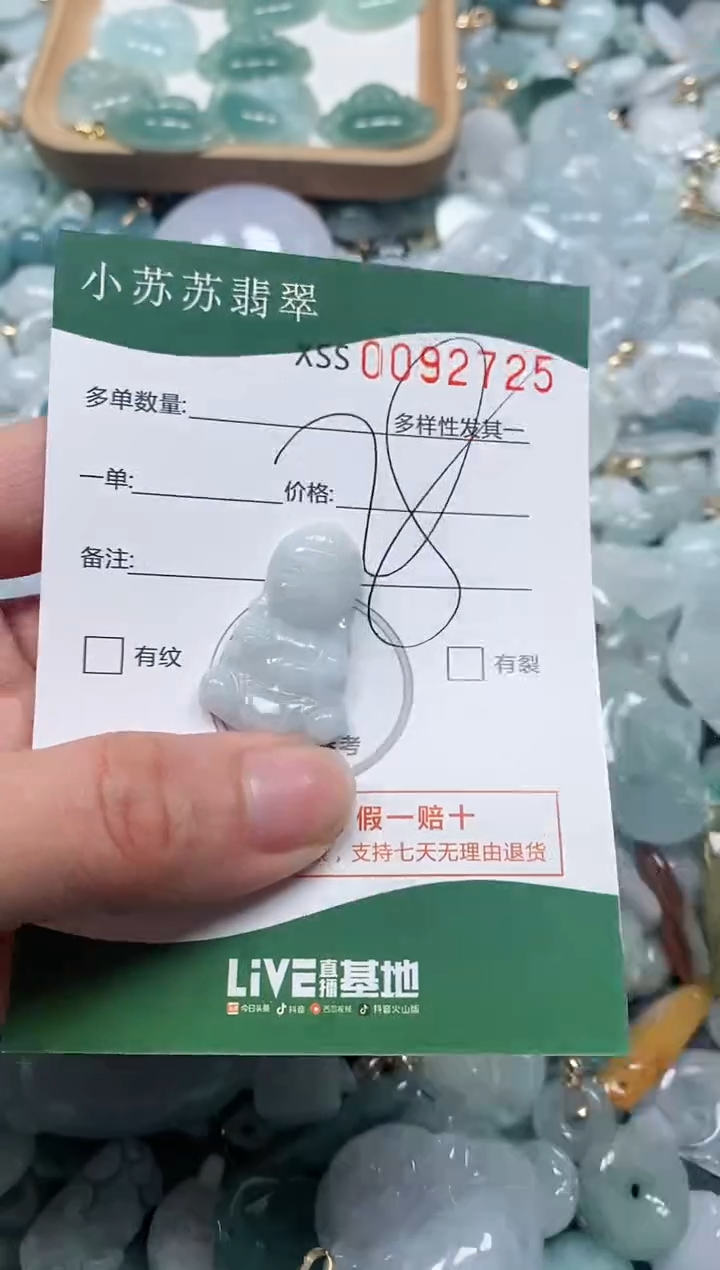 小苏苏翡翠
XSS 0092725
多单数量:
多样性发其一
一单: 价格:
备注:
有纹 有裂
考
假一赔十
，支持七天无理由退货
LiVE直播基地
今日头条 抖音 西瓜视频 抖音火山版